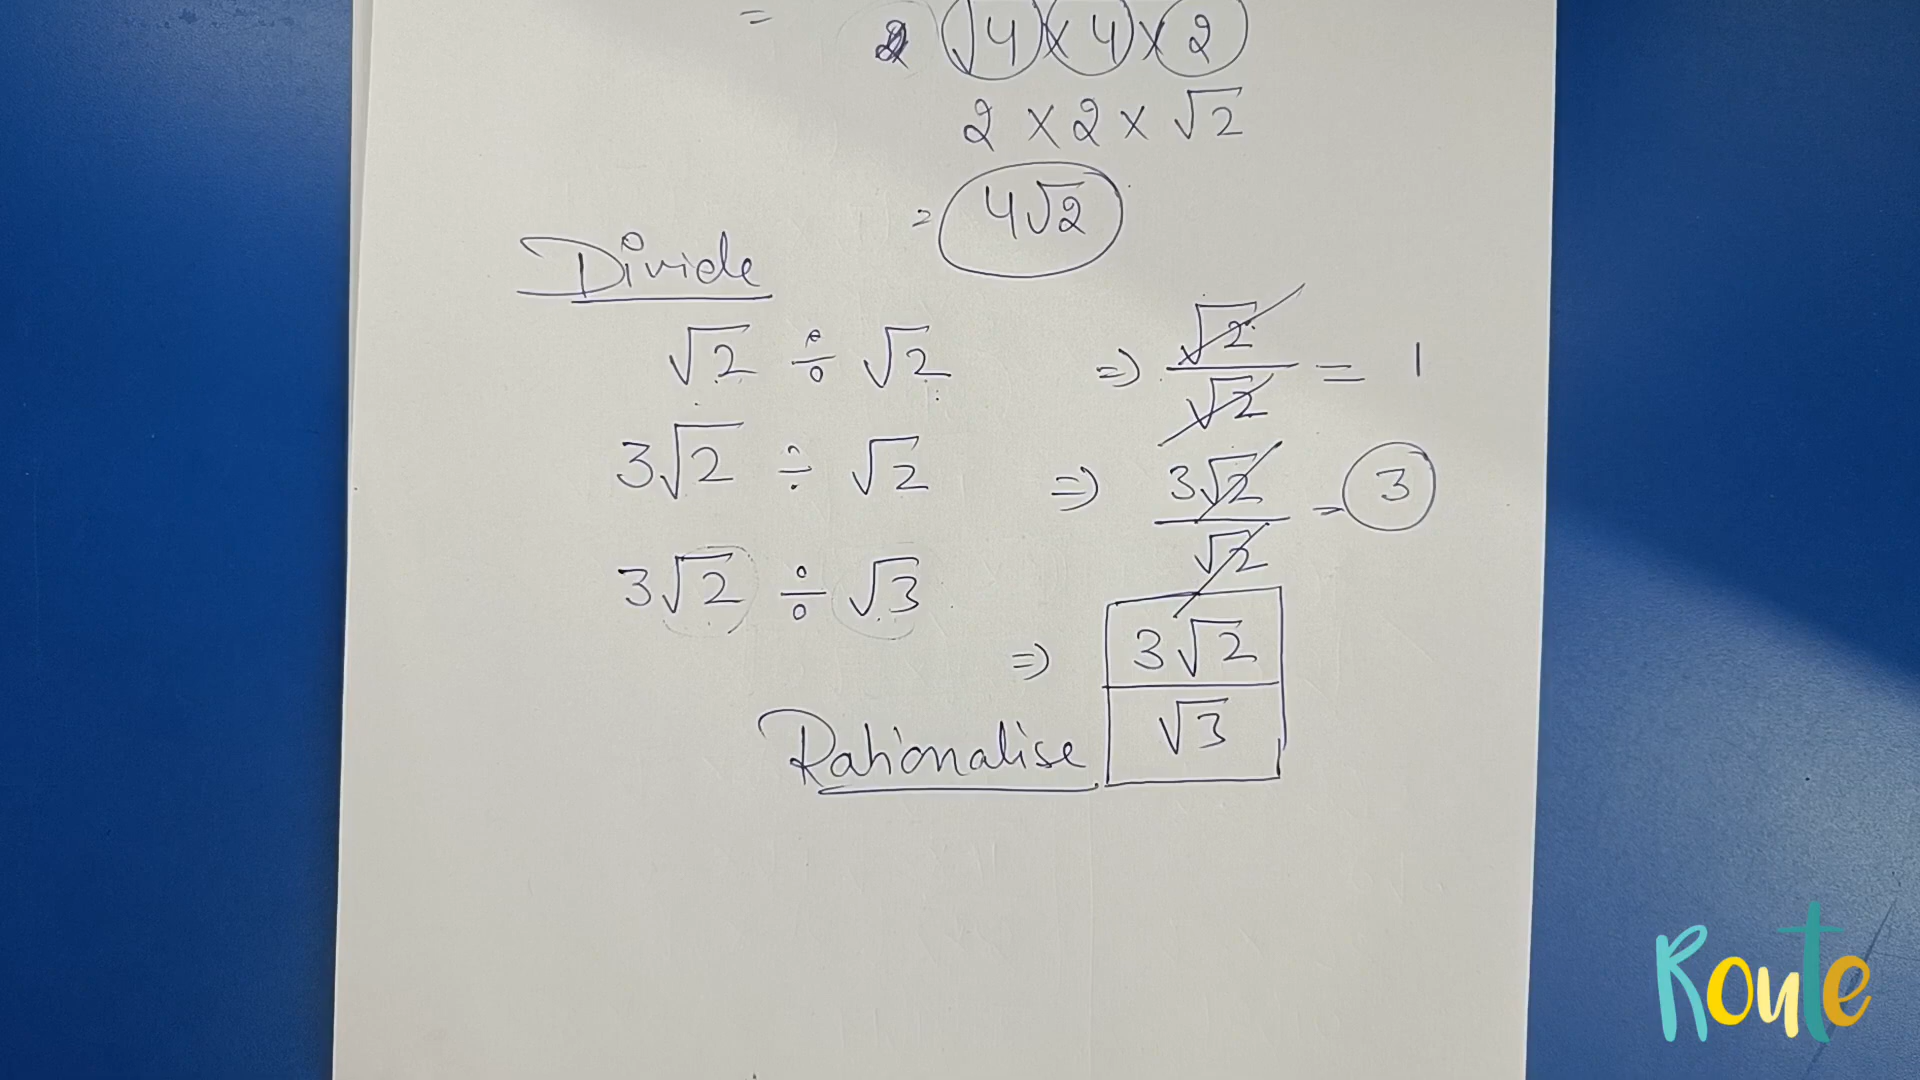 = 2 √4 × 4 × 2
2 × 2 × √2
= 4√2
Divide
√2 ÷ √2 => √2/√2 = 1
3√2 ÷ √2 => 3√2/√2 = 3
3√2 ÷ √3
=> 3√2/√3
Rationalise
Route